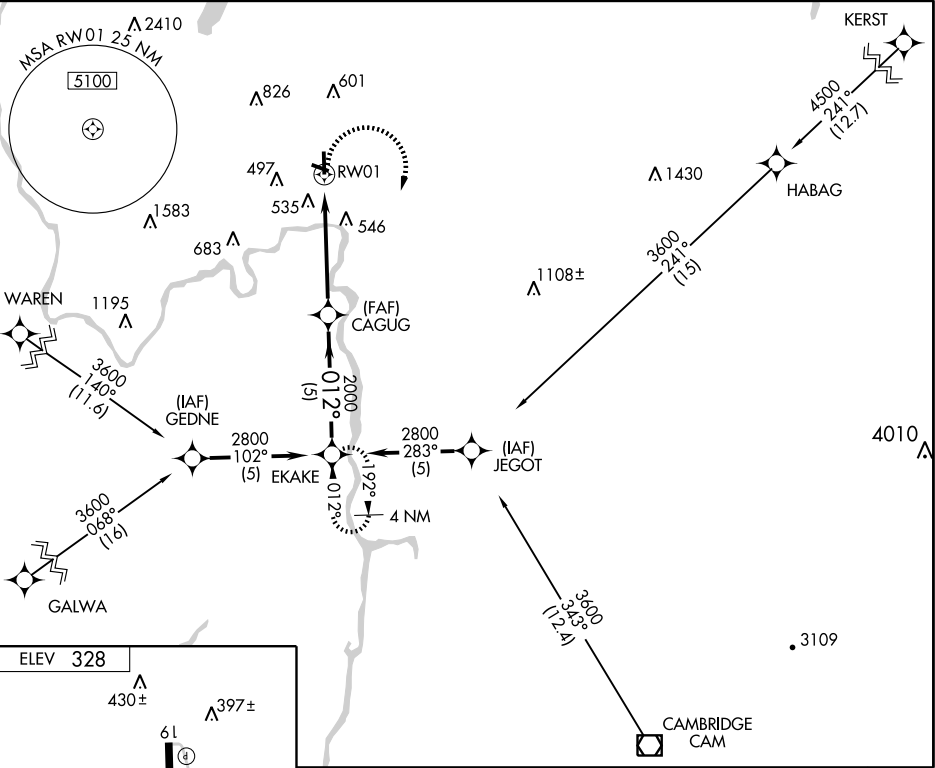 2410
KERST
MSA RW01 25 NM
5100
4500
241°
(12.7)
826
601
497
RW01
1430
HABAG
535
546
1583
683
3600
241°
(15)
1108±
WAREN
1195
(FAF)
CAGUG
3600
140°
(11.6)
2000
012°
(5)
(IAF)
GEDNE
2800
102°
(5)
EKAKE
2800
283°
(5)
(IAF)
JEGOT
4010
012°
192°
4 NM
3600
068°
(16)
GALWA
3600
343°
(12.4)
3109
ELEV 328
430±
397±
19
P
CAMBRIDGE
CAM